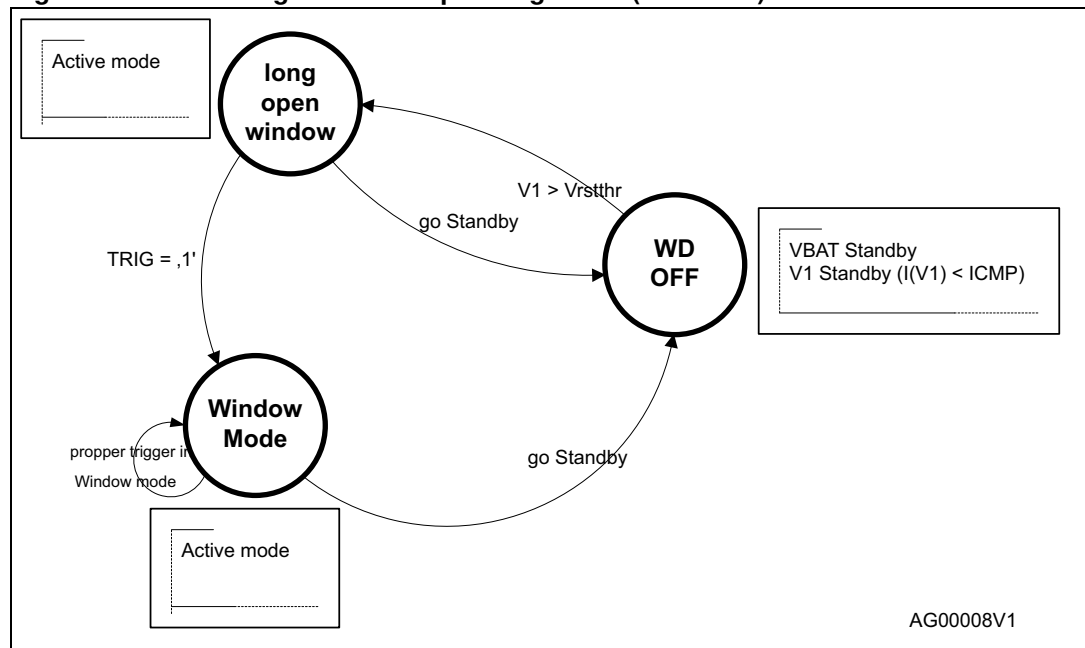 Active mode
long
open
window
V1 > Vrstthr
go Standby
WD
OFF
VBAT Standby
V1 Standby (I(V1) < ICMP)
TRIG = ,1'
Window
Mode
propper trigger in
Window mode
go Standby
Active mode
AG00008V1